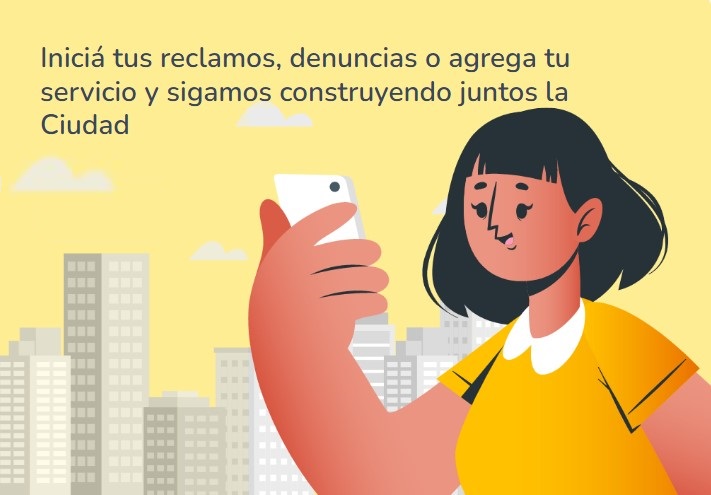 Iniciá tus reclamos, denuncias o agrega tu
servicio y sigamos construyendo juntos la
Ciudad